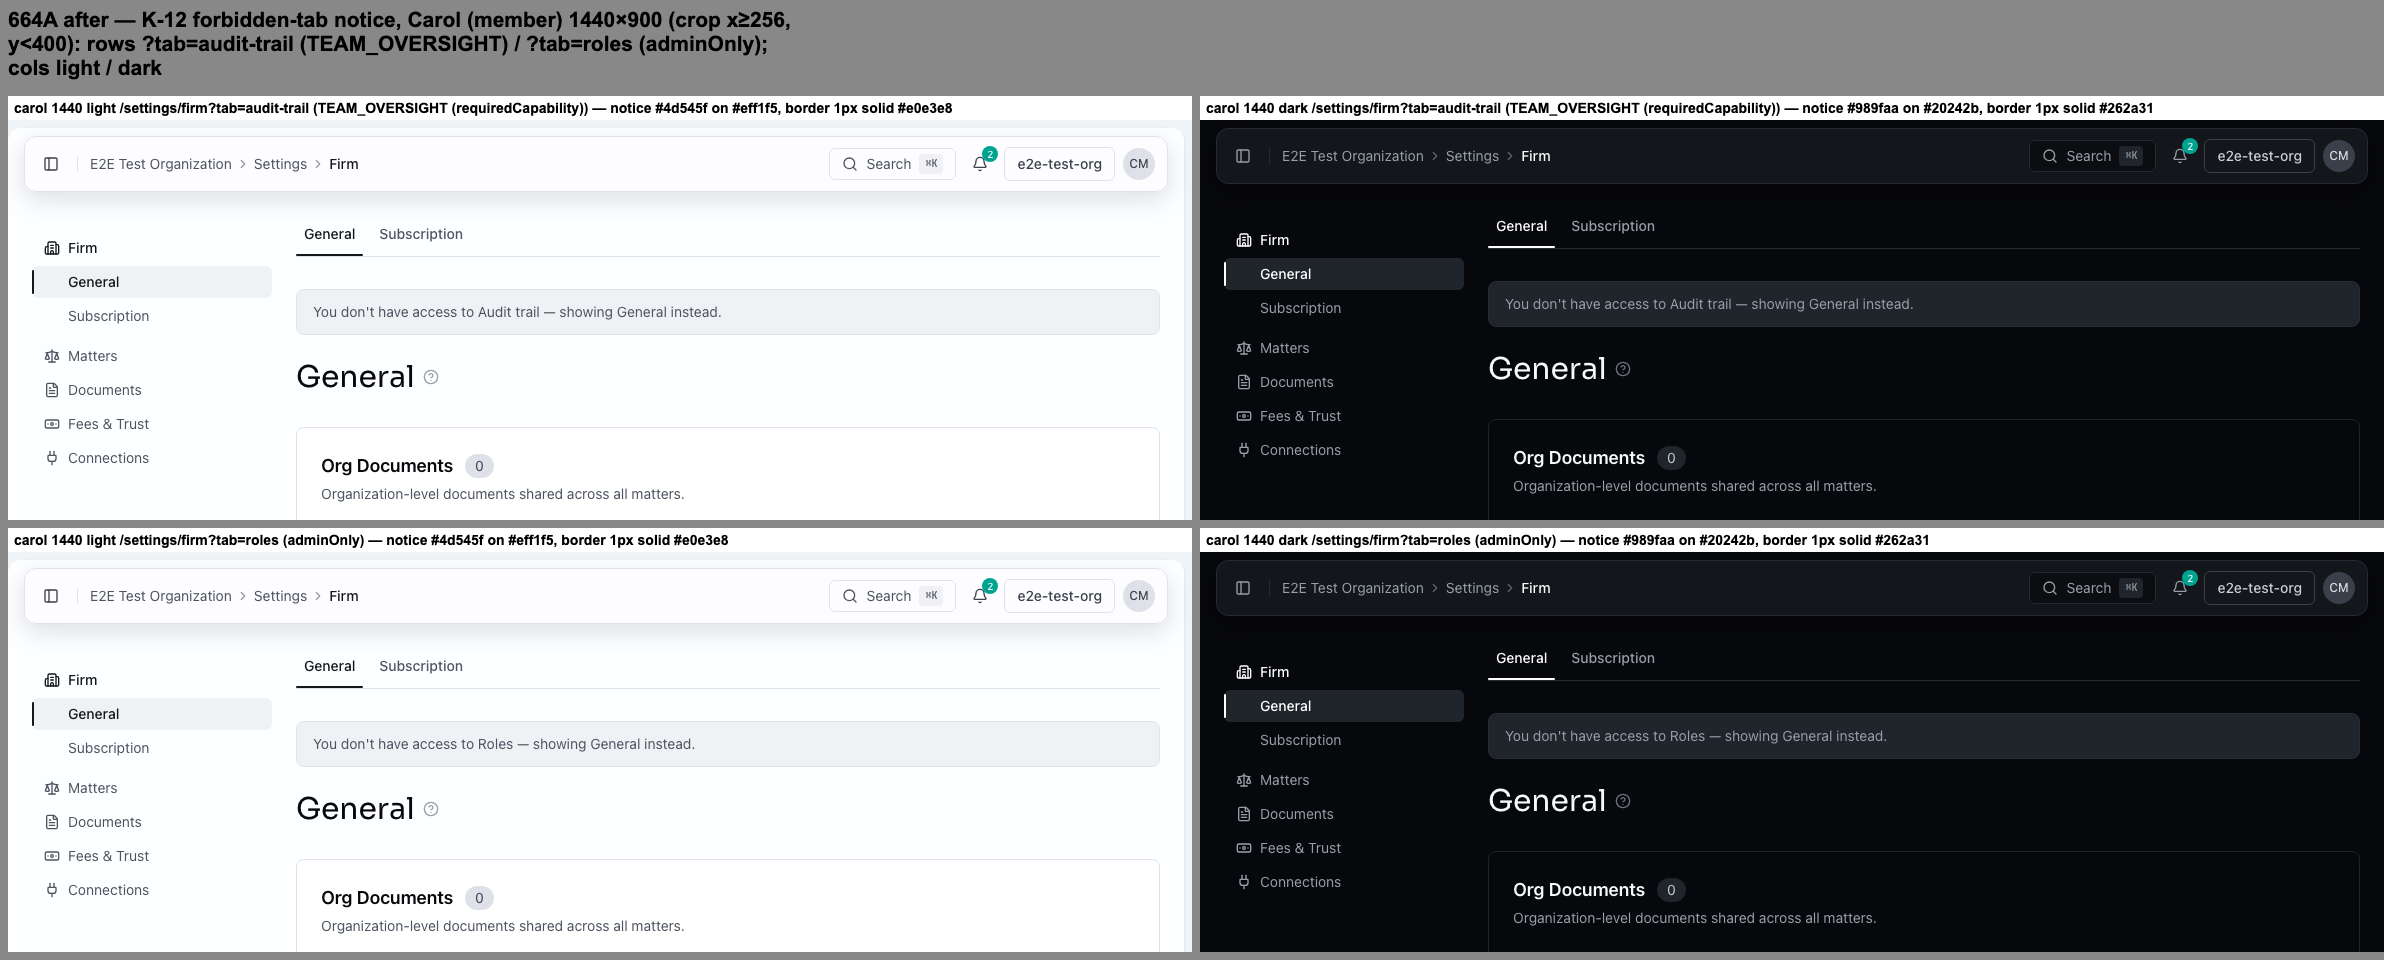 664A after — K-12 forbidden-tab notice, Carol (member) 1440×900 (crop x≥256,
y<400): rows ?tab=audit-trail (TEAM_OVERSIGHT) / ?tab=roles (adminOnly);
cols light / dark
carol 1440 light /settings/firm?tab=audit-trail (TEAM_OVERSIGHT (requiredCapability)) — notice #4d545f on #eff1f5, border 1px solid #e0e3e8
E2E Test Organization > Settings > Firm
Search ⌘K
2
e2e-test-org
CM
General Subscription
Firm
General
Subscription
Matters
Documents
Fees & Trust
Connections
You don't have access to Audit trail — showing General instead.
General
Org Documents 0
Organization-level documents shared across all matters.
carol 1440 dark /settings/firm?tab=audit-trail (TEAM_OVERSIGHT (requiredCapability)) — notice #989faa on #20242b, border 1px solid #262a31
E2E Test Organization > Settings > Firm
Search ⌘K
2
e2e-test-org
CM
General Subscription
Firm
General
Subscription
Matters
Documents
Fees & Trust
Connections
You don't have access to Audit trail — showing General instead.
General
Org Documents 0
Organization-level documents shared across all matters.
carol 1440 light /settings/firm?tab=roles (adminOnly) — notice #4d545f on #eff1f5, border 1px solid #e0e3e8
E2E Test Organization > Settings > Firm
Search ⌘K
2
e2e-test-org
CM
General Subscription
Firm
General
Subscription
Matters
Documents
Fees & Trust
Connections
You don't have access to Roles — showing General instead.
General
Org Documents 0
Organization-level documents shared across all matters.
carol 1440 dark /settings/firm?tab=roles (adminOnly) — notice #989faa on #20242b, border 1px solid #262a31
E2E Test Organization > Settings > Firm
Search ⌘K
2
e2e-test-org
CM
General Subscription
Firm
General
Subscription
Matters
Documents
Fees & Trust
Connections
You don't have access to Roles — showing General instead.
General
Org Documents 0
Organization-level documents shared across all matters.